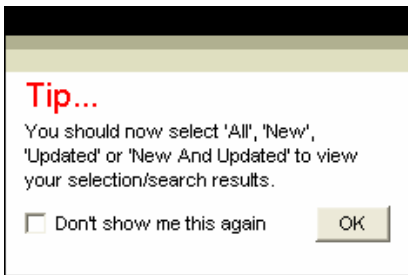 Tip...
You should now select 'All', 'New',
'Updated' or 'New And Updated' to view
your selection/search results.
Don't show me this again
OK